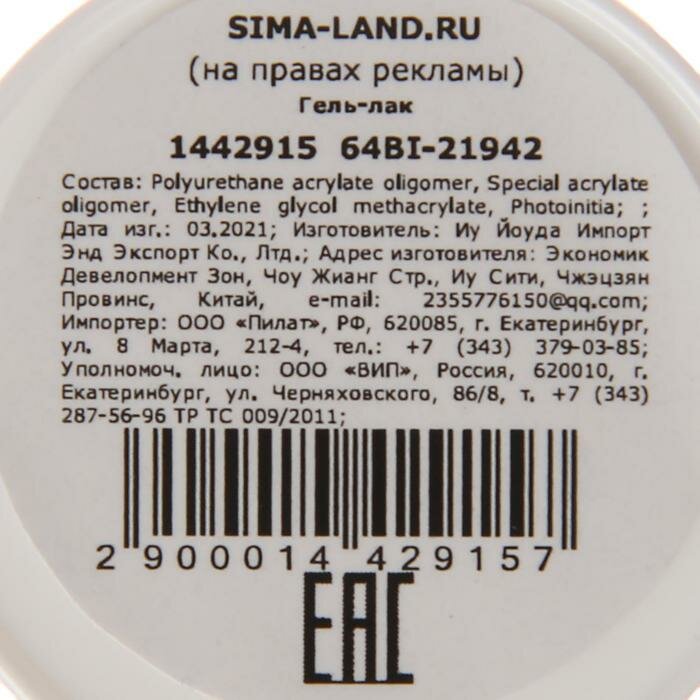 SIMA-LAND.RU
(на правах рекламы)
Гель-лак
1442915 64BI-21942
Состав: Polyurethane acrylate oligomer, Special acrylate
oligomer, Ethylene glycol methacrylate, Photoinitia; ;
Дата изг.: 03.2021; Изготовитель: Иу Йоуда Импорт
Энд Экспорт Ко., Лтд.; Адрес изготовителя: Экономик
Девелопмент Зон, Чоу Жианг Стр., Иу Сити, Чжэцзян
Провинс, Китай, e-mail: 2355776150@qq.com;
Импортер: ООО «Пилат», РФ, 620085, г. Екатеринбург,
ул. 8 Марта, 212-4, тел.: +7 (343) 379-03-85;
Уполномоч. лицо: ООО «ВИП», Россия, 620010, г.
Екатеринбург, ул. Черняховского, 86/8, т. +7 (343)
287-56-96 ТР ТС 009/2011;
2 900014 429157
EAC